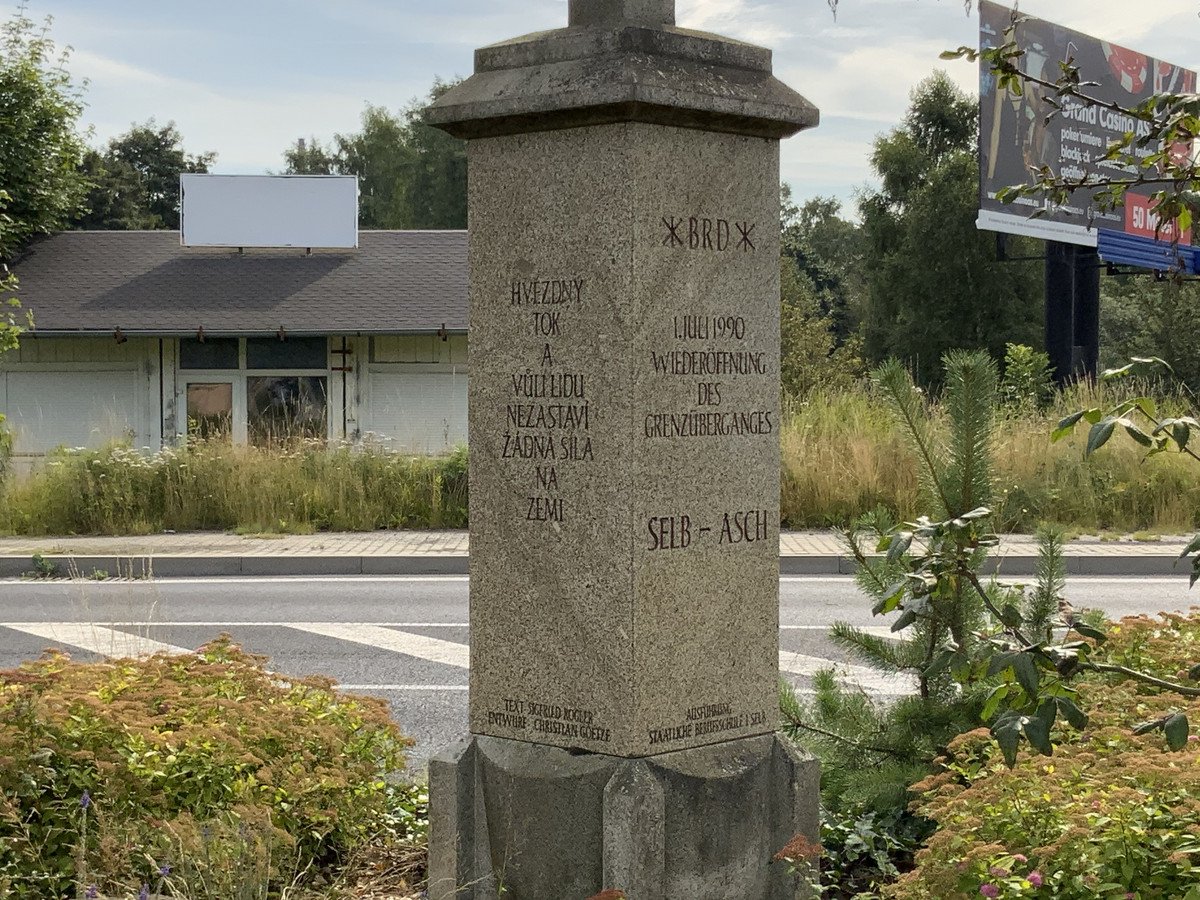 HVĚZDNÝ
TOK
A
VŮLI LIDU
NEZASTAVÍ
ŽÁDNÁ SÍLA
NA
ZEMI
TEXT SIGFRIED KOGLER
ENTWURF CHRISTIAN GOETZE
BRD
1. JULI 1990
WIEDERÖFFNUNG
DES
GRENZÜBERGANGES
SELB – ASCH
AUSFÜHRUNG
STAATLICHE BERUFSSCHULE I SELB
Grand Casino
50 M